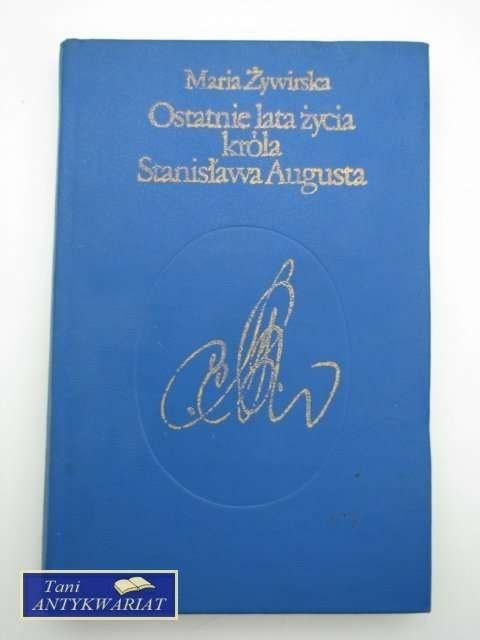 Maria Żywirska
Ostatnie lata życia
króla
Stanisława Augusta
Tani
ANTYKWARIAT